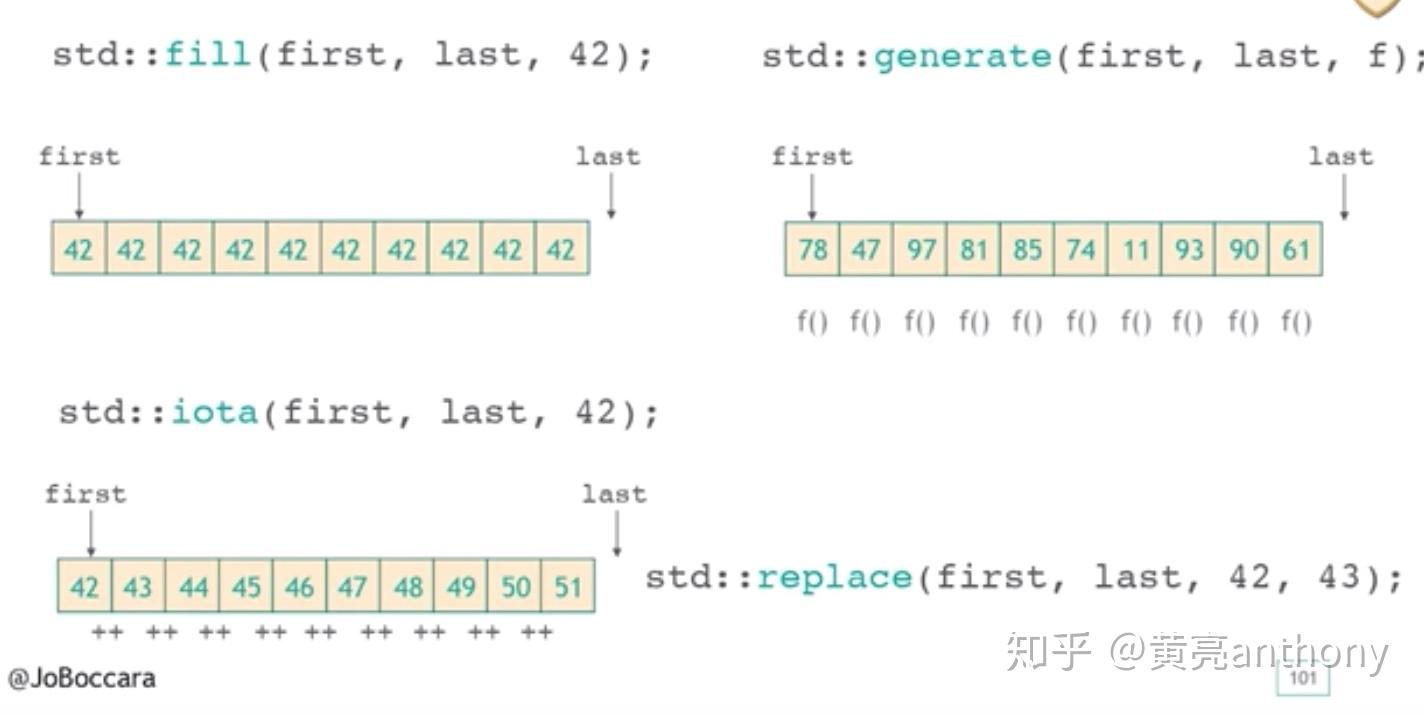 std::fill(first, last, 42);
first last
42 42 42 42 42 42 42 42 42 42
std::generate(first, last, f);
first last
78 47 97 81 85 74 11 93 90 61
f() f() f() f() f() f() f() f() f() f()
std::iota(first, last, 42);
first last
42 43 44 45 46 47 48 49 50 51
++ ++ ++ ++ ++ ++ ++ ++ ++
std::replace(first, last, 42, 43);
知乎 @黄亮anthony
@JoBoccara
101